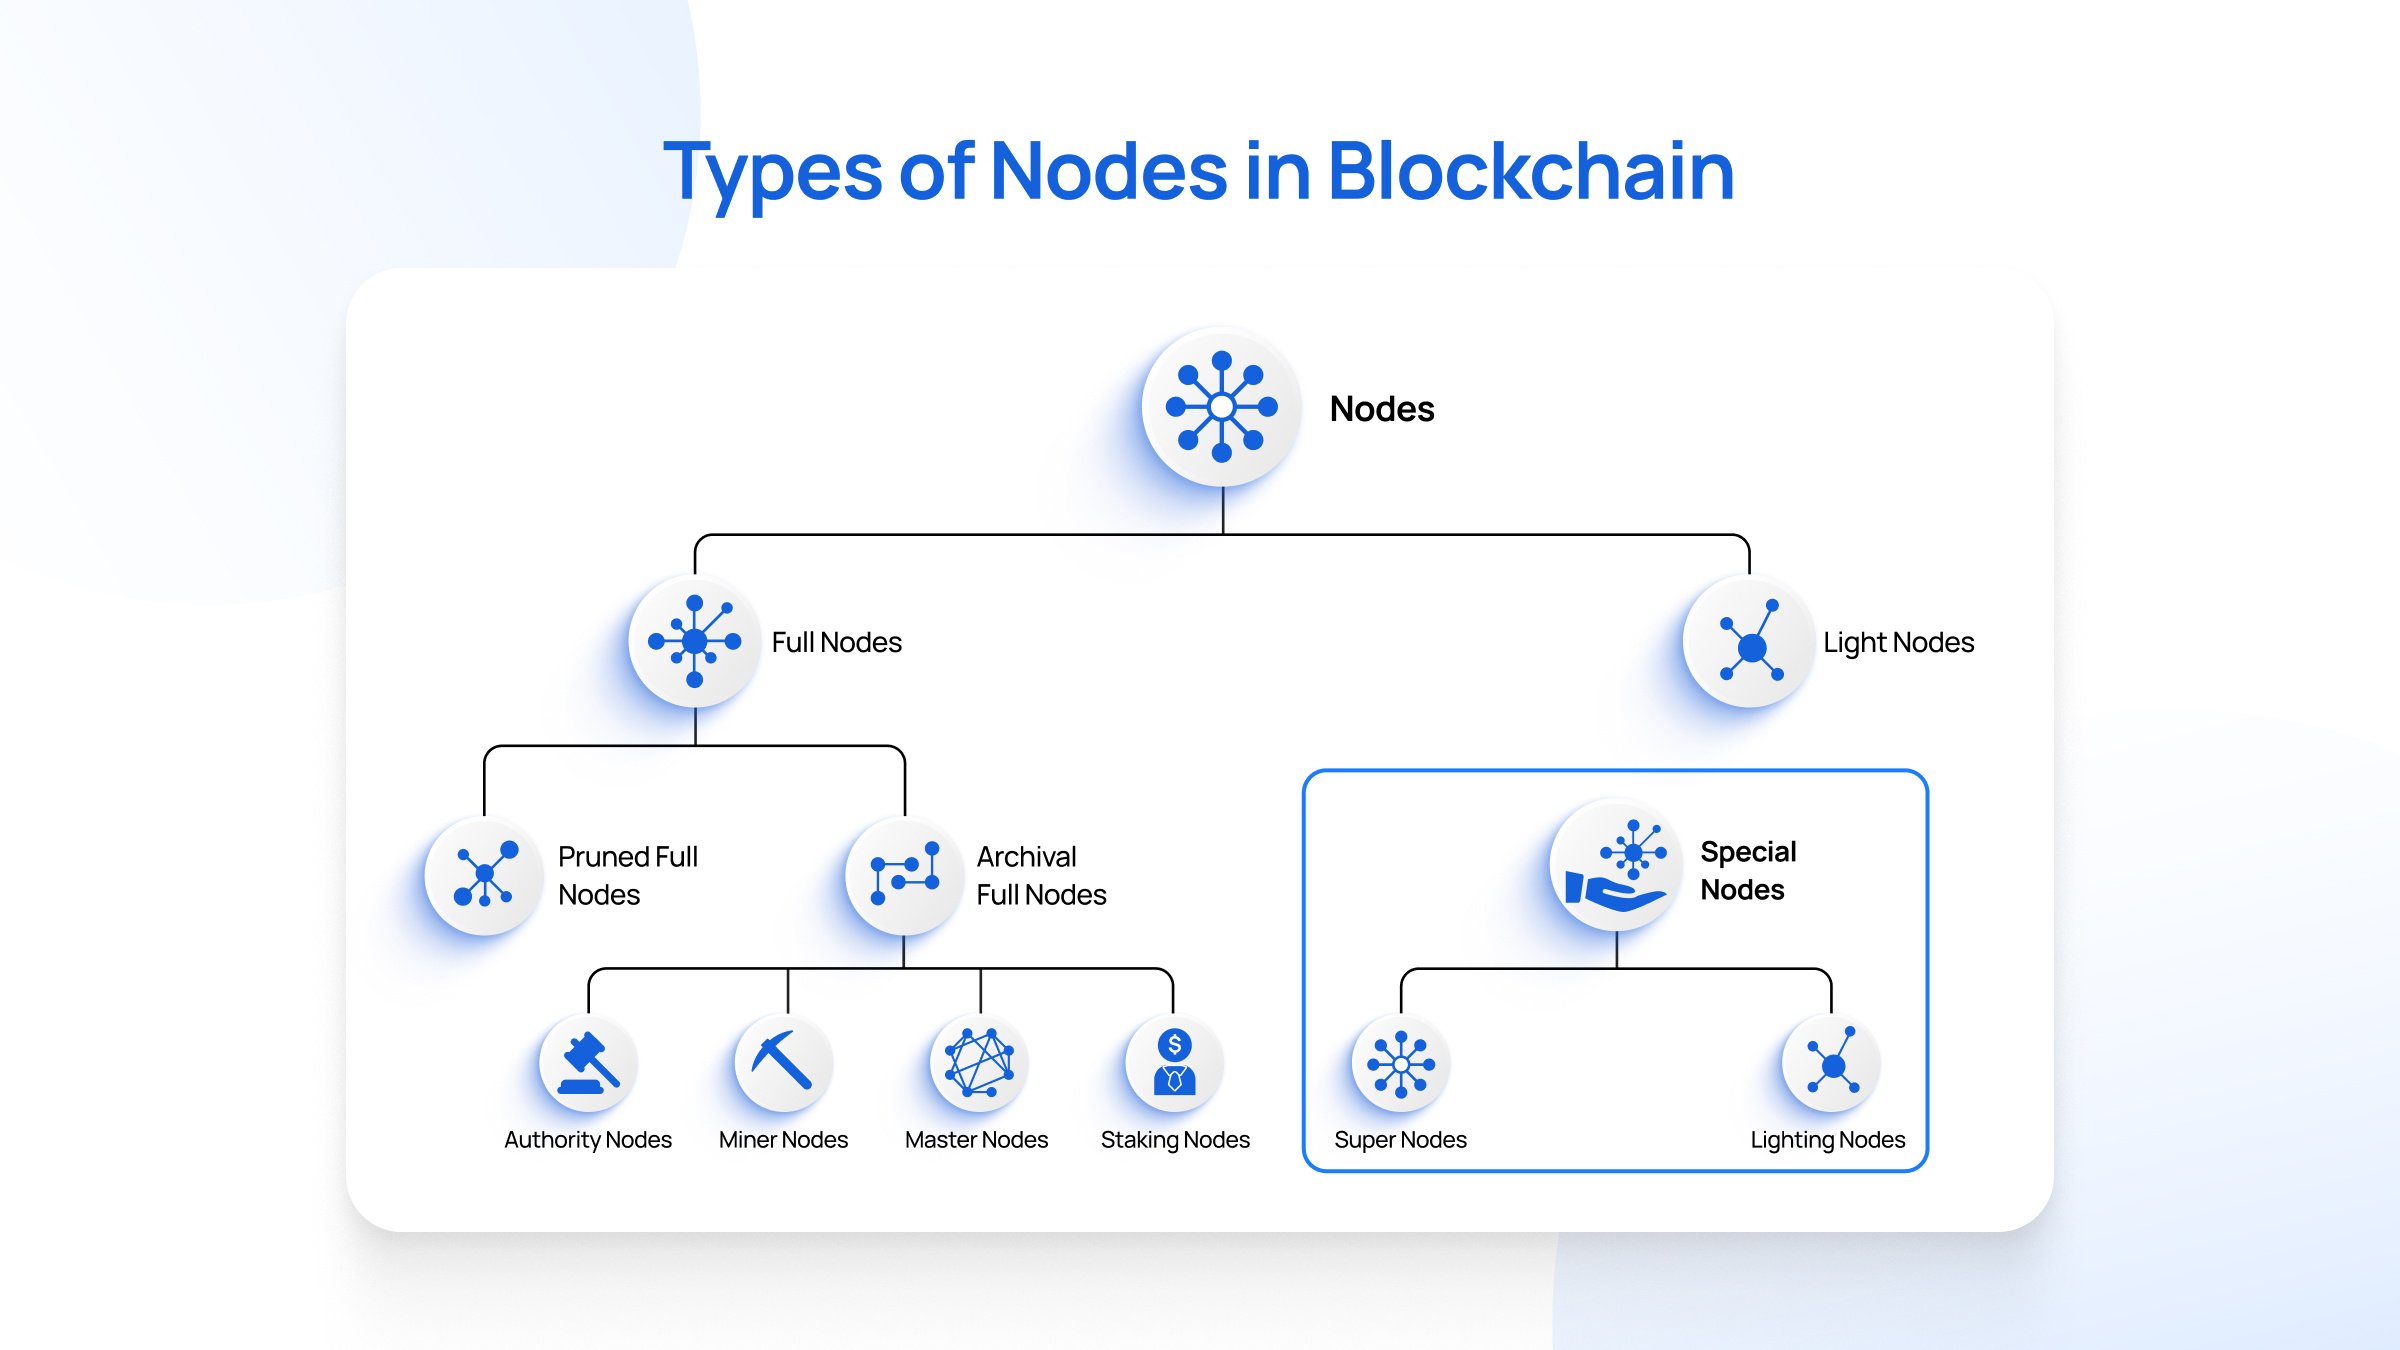 Types of Nodes in Blockchain
Nodes
Full Nodes
Light Nodes
Pruned Full
Nodes
Archival
Full Nodes
Special
Nodes
Authority Nodes
Miner Nodes
Master Nodes
$
Staking Nodes
Super Nodes
Lighting Nodes